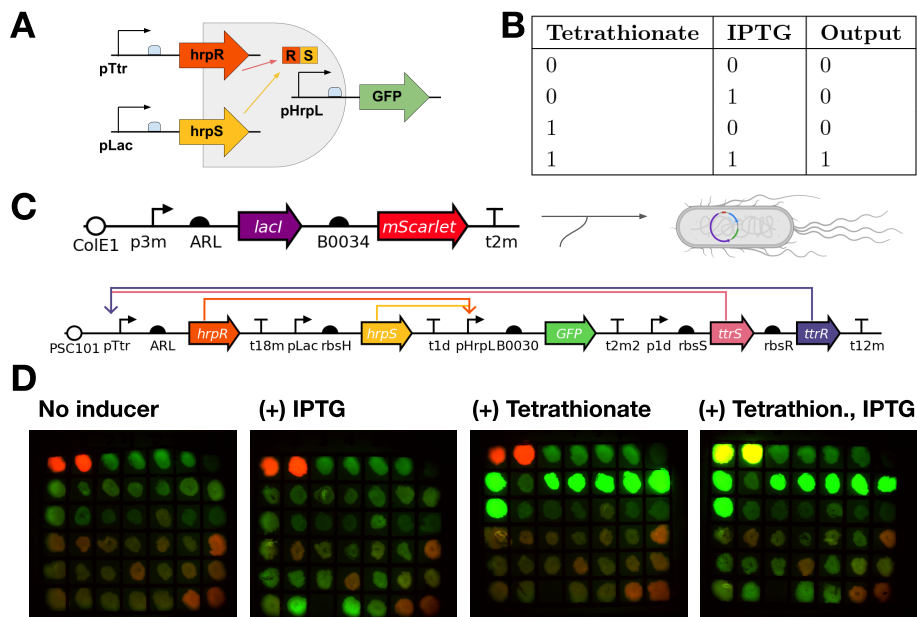 A
hrpR
R S
pTtr
GFP
pHrpL
hrpS
pLac
B
Tetrathionate IPTG Output
0 0 0
0 1 0
1 0 0
1 1 1
C
lacI mScarlet
ColE1 p3m ARL B0034 t2m
hrpR hrpS GFP ttrS ttrR
PSC101 pTtr ARL t18m pLac rbsH t1d pHrpL B0030 t2m2 p1d rbsS rbsR t12m
D
No inducer (+) IPTG (+) Tetrathionate (+) Tetrathion., IPTG